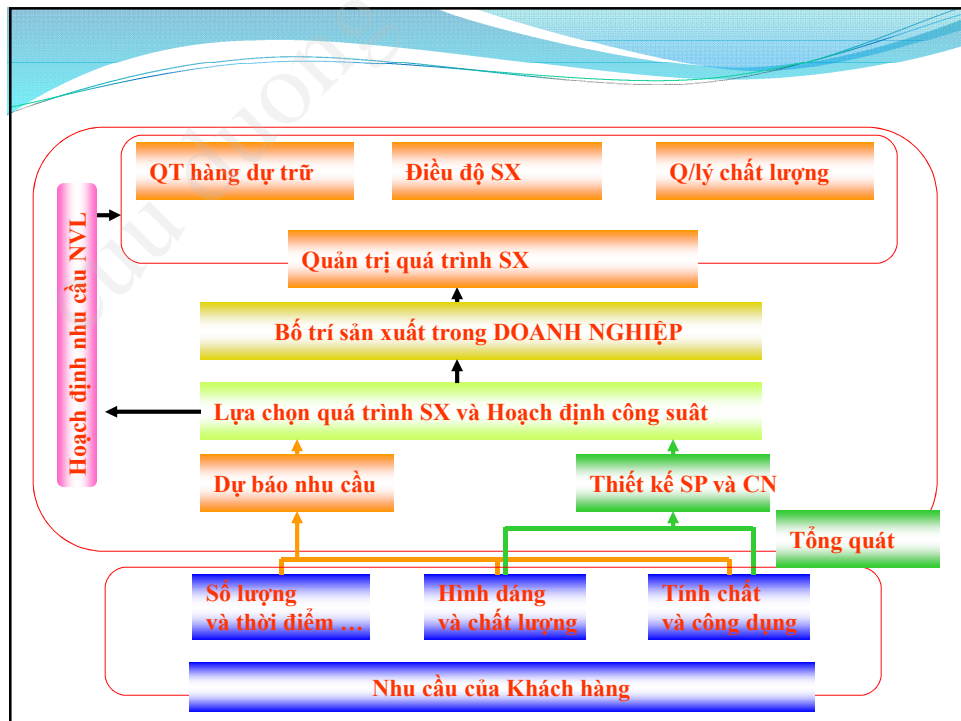 QT hàng dự trữ
Điều độ SX
Q/lý chất lượng
Hoạch định nhu cầu NVL
Quản trị quá trình SX
Bố trí sản xuất trong DOANH NGHIỆP
Lựa chọn quá trình SX và Hoạch định công suât
Dự báo nhu cầu
Thiết kế SP và CN
Tổng quát
Số lượng
và thời điểm ...
Hình dáng
và chất lượng
Tính chất
và công dụng
Nhu cầu của Khách hàng
cuu duong